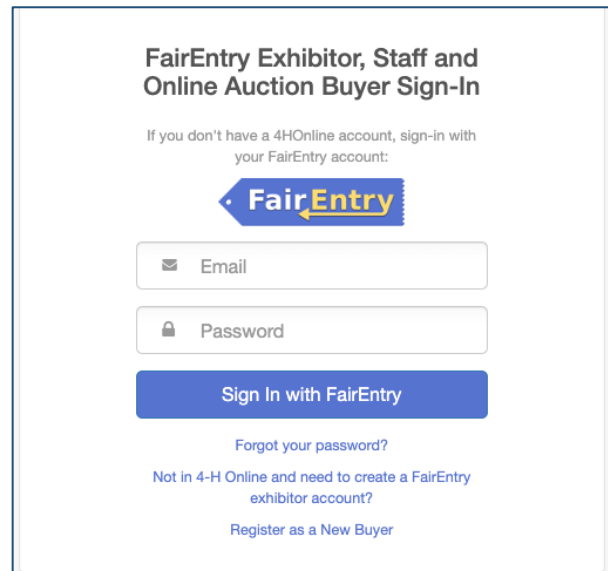 FairEntry Exhibitor, Staff and
Online Auction Buyer Sign-In
If you don't have a 4HOnline account, sign-in with
your FairEntry account:
FairEntry
Email
Password
Sign In with FairEntry
Forgot your password?
Not in 4-H Online and need to create a FairEntry
exhibitor account?
Register as a New Buyer